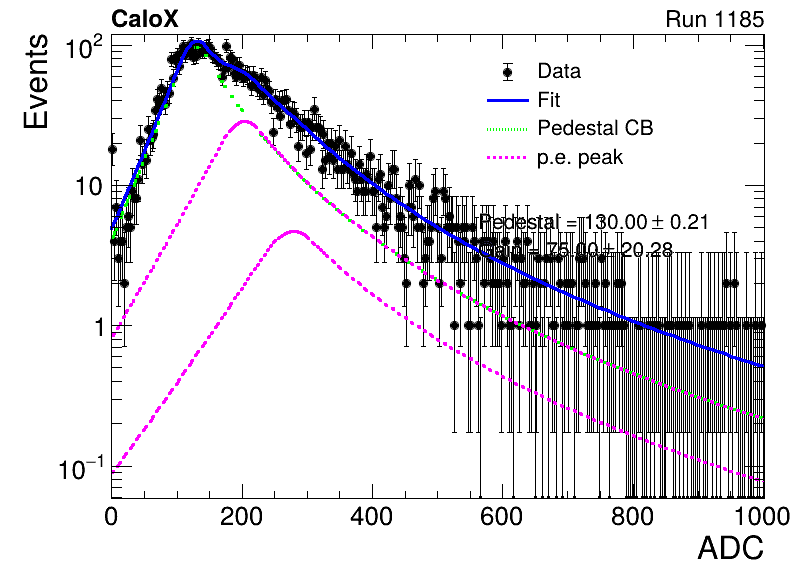 CaloX Run 1185
Events
10²
10
1
10⁻¹
Data
Fit
Pedestal CB
p.e. peak
Pedestal = 130.00 ± 0.21
Gain = 75.00 ± 20.28
0 200 400 600 800 1000
ADC